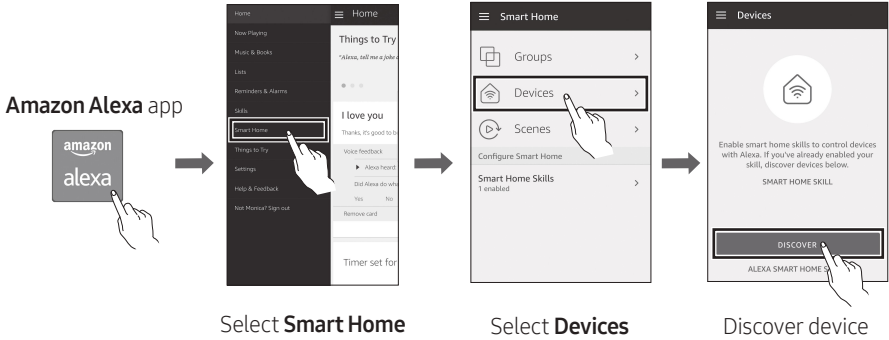 Amazon Alexa app
amazon
alexa
Home
Now Playing
Music & Books
Lists
Reminders & Alarms
Skills
Smart Home
Things to Try
Settings
Help & Feedback
Not Monica? Sign out
Home
Things to Try
"Alexa, tell me a joke
I love you
Thanks, it's good to
Voice feedback
Alexa heard
Did Alexa do
Yes No
Remove card
Timer set for
Select Smart Home
Smart Home
Groups
Devices
Scenes
Configure Smart Home
Smart Home Skills
1 enabled
Select Devices
Devices
Enable smart home skills to control devices
with Alexa. If you've already enabled your
skill, discover devices below.
SMART HOME SKILL
DISCOVER
ALEXA SMART HOME
Discover device